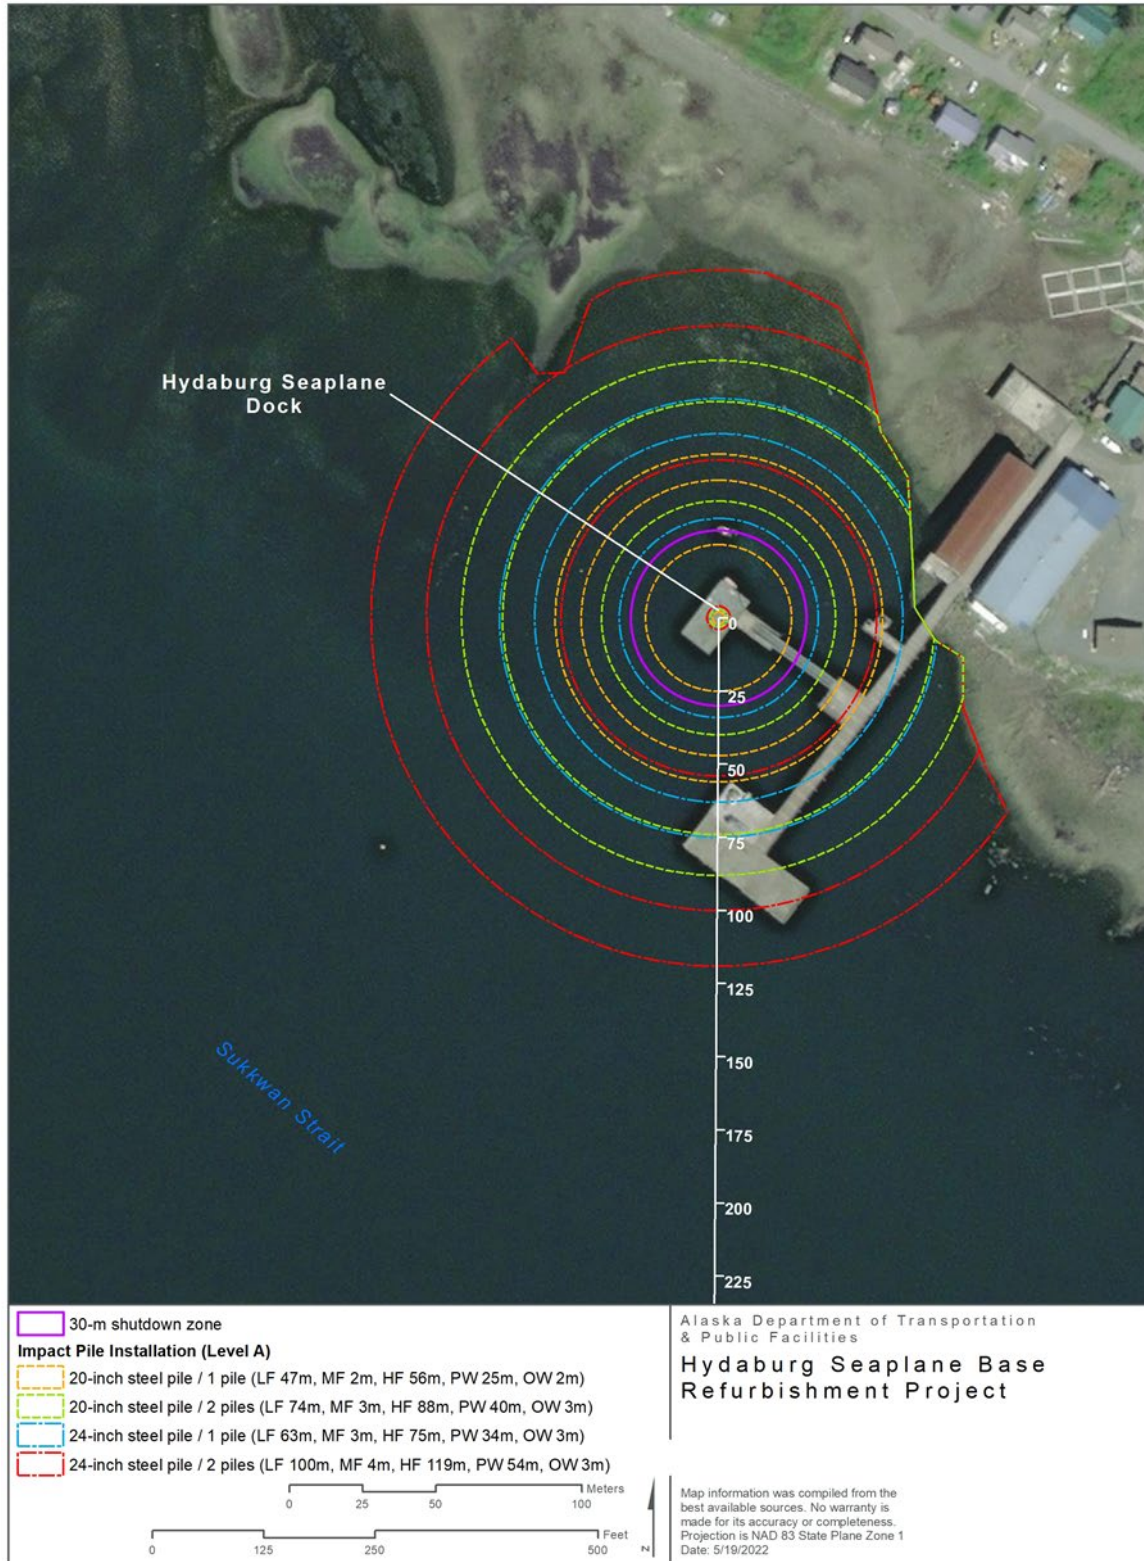 Hydaburg Seaplane
Dock
0
25
50
75
100
125
150
175
200
225
Sukkwan Strait
30-m shutdown zone
Impact Pile Installation (Level A)
20-inch steel pile / 1 pile (LF 47m, MF 2m, HF 56m, PW 25m, OW 2m)
20-inch steel pile / 2 piles (LF 74m, MF 3m, HF 88m, PW 40m, OW 3m)
24-inch steel pile / 1 pile (LF 63m, MF 3m, HF 75m, PW 34m, OW 3m)
24-inch steel pile / 2 piles (LF 100m, MF 4m, HF 119m, PW 54m, OW 3m)
Meters
0 25 50 100
Feet
0 125 250 500
N
Alaska Department of Transportation
& Public Facilities
Hydaburg Seaplane Base
Refurbishment Project
Map information was compiled from the
best available sources. No warranty is
made for its accuracy or completeness.
Projection is NAD 83 State Plane Zone 1
Date: 5/19/2022